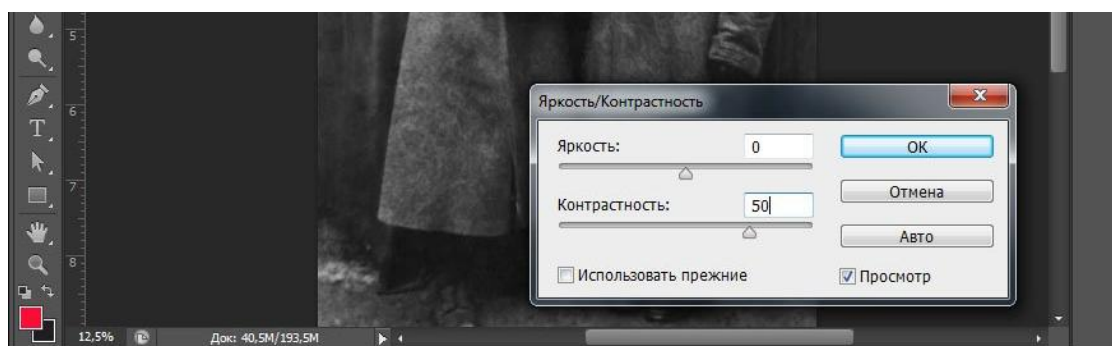 5
6
T
7
8
Яркость/Контрастность
Яркость: 0
OK
Контрастность: 50
Отмена
Авто
Использовать прежние
Просмотр
12,5%
Док: 40,5M/193,5M